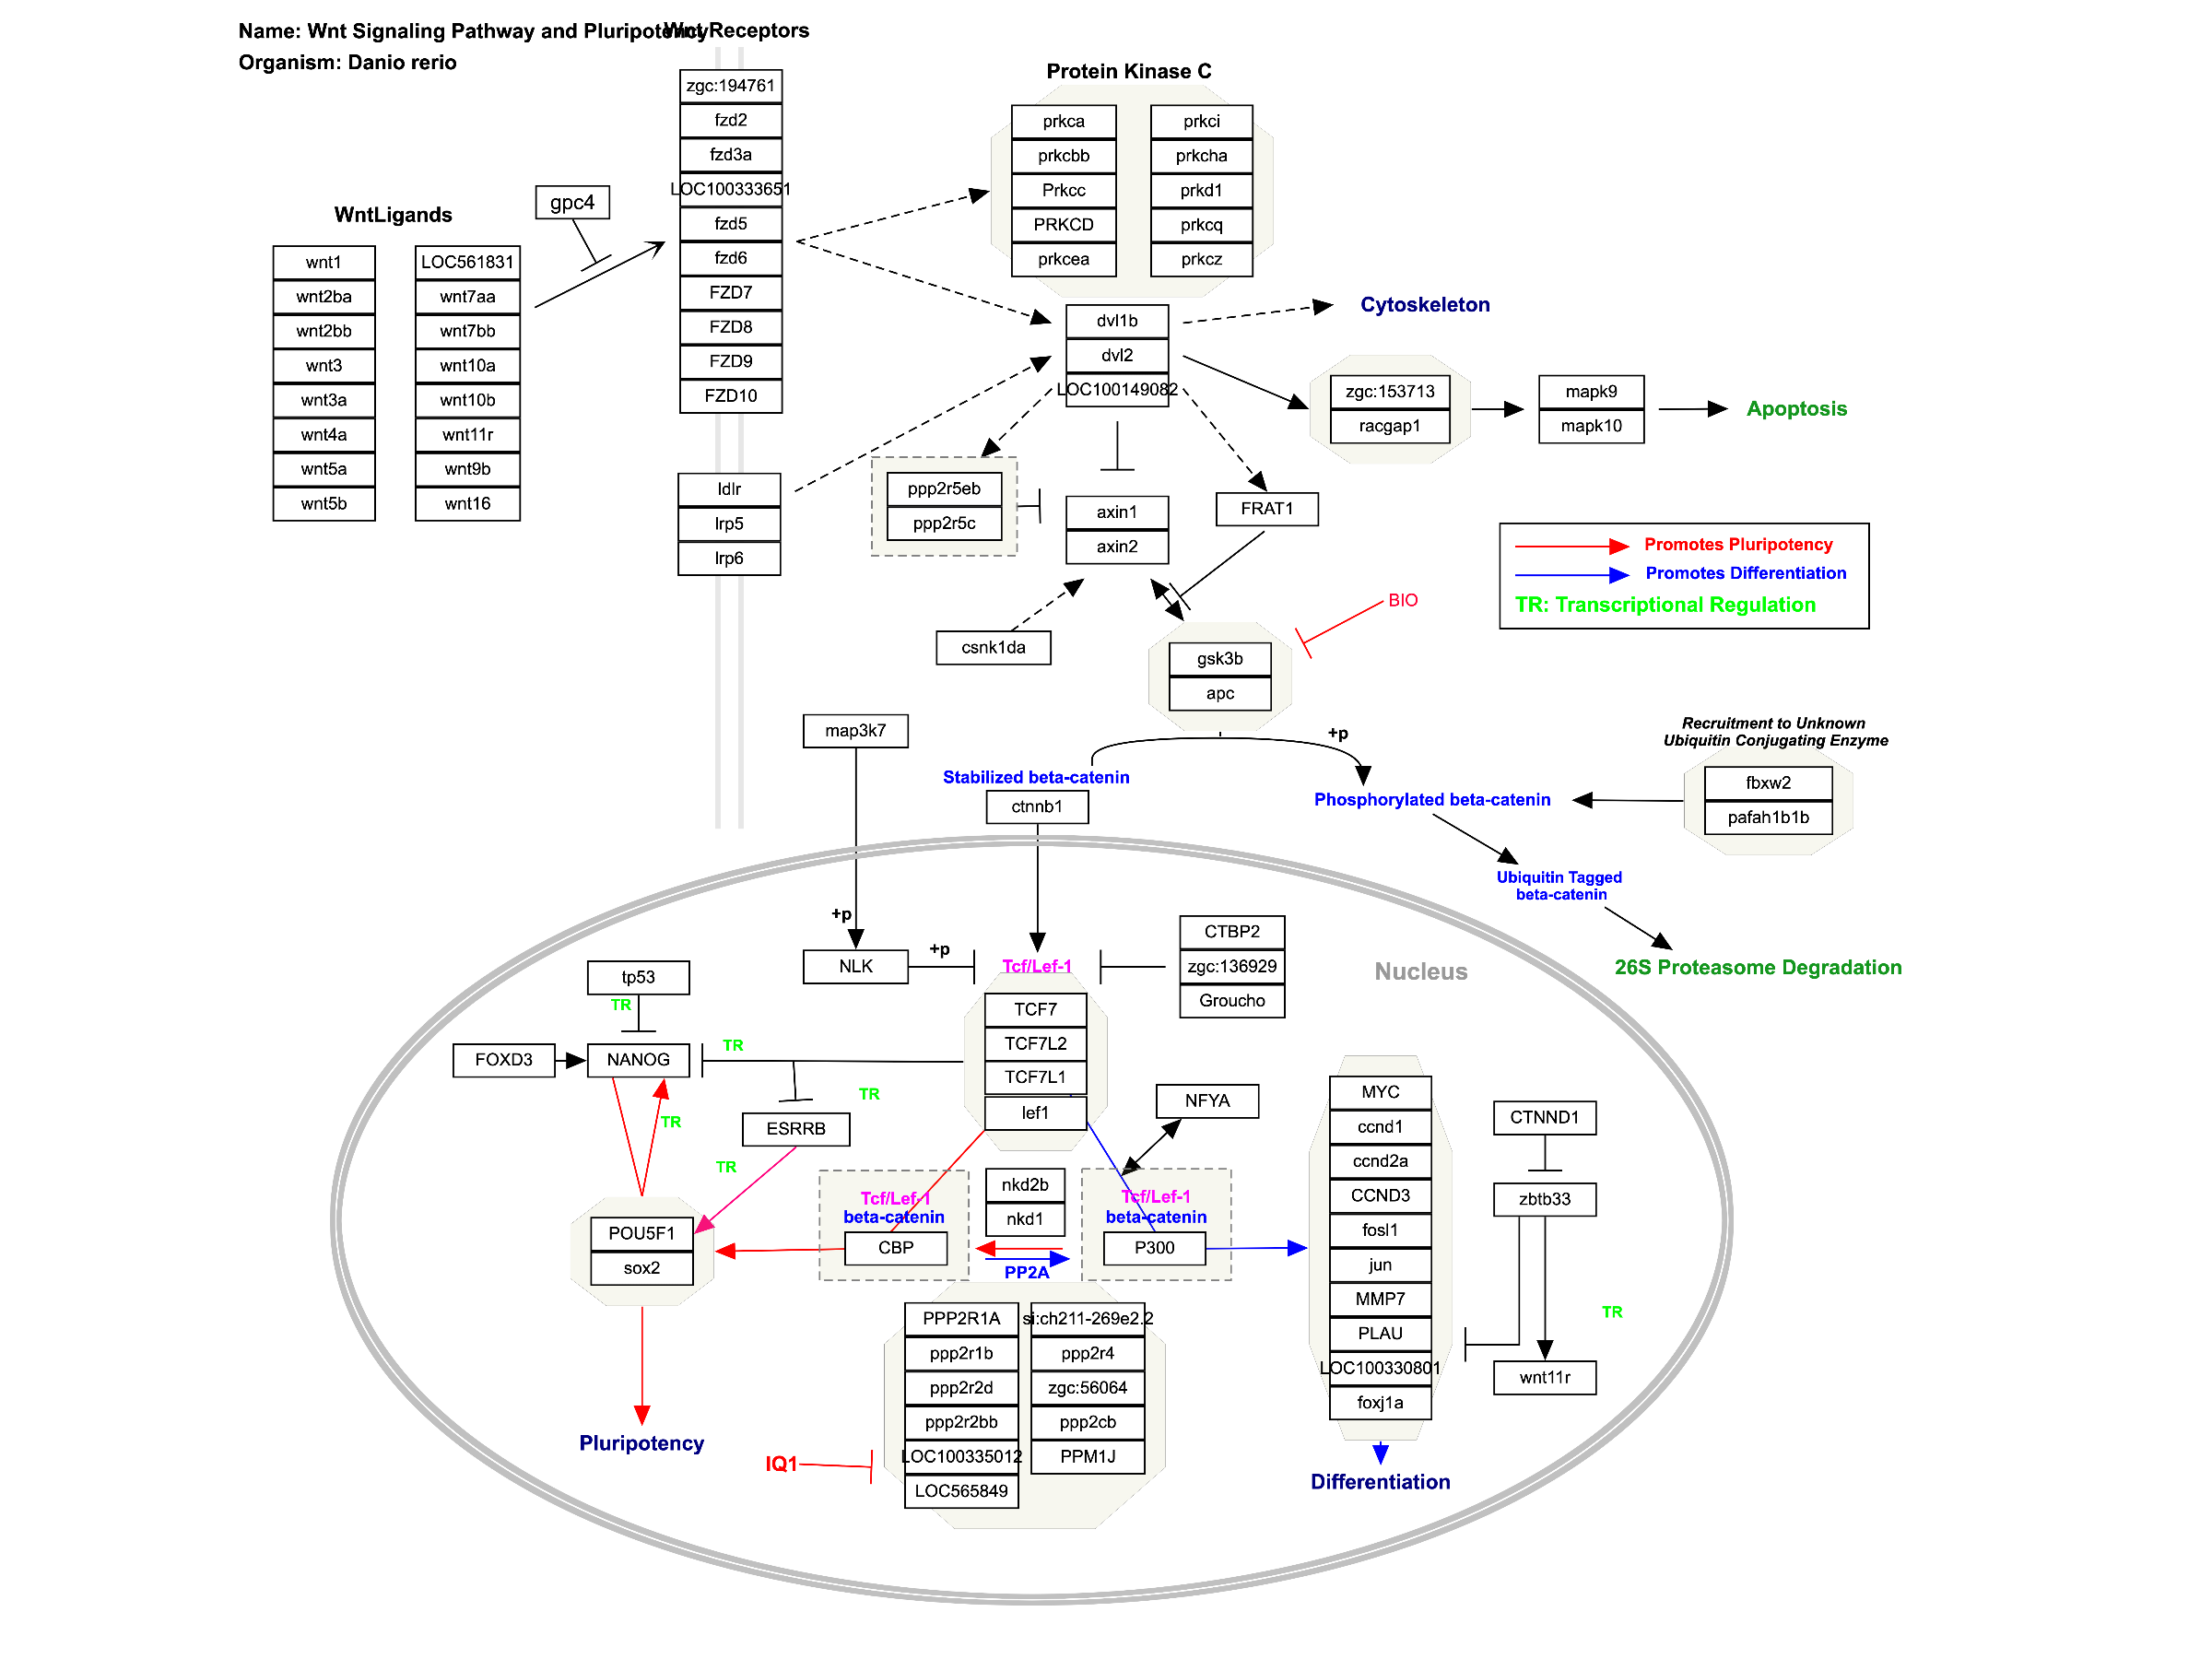 Name: Wnt Signaling Pathway and Pluripotency
Organism: Danio rerio
Wnt Receptors
zgc:194761
fzd2
fzd3a
LOC100333651
fzd5
fzd6
FZD7
FZD8
FZD9
FZD10
ldlr
lrp5
lrp6
gpc4
WntLigands
wnt1
wnt2ba
wnt2bb
wnt3
wnt3a
wnt4a
wnt5a
wnt5b
LOC561831
wnt7aa
wnt7bb
wnt10a
wnt10b
wnt11r
wnt9b
wnt16
Protein Kinase C
prkca
prkcbb
Prkcc
PRKCD
prkcea
prkci
prkcha
prkd1
prkcq
prkcz
dvl1b
dvl2
LOC100149082
Cytoskeleton
zgc:153713
racgap1
mapk9
mapk10
Apoptosis
ppp2r5eb
ppp2r5c
axin1
axin2
FRAT1
Promotes Pluripotency
Promotes Differentiation
TR: Transcriptional Regulation
BIO
csnk1da
gsk3b
apc
map3k7
+p
Stabilized beta-catenin
ctnnb1
Phosphorylated beta-catenin
Recruitment to Unknown
Ubiquitin Conjugating Enzyme
fbxw2
pafah1b1b
Ubiquitin Tagged
beta-catenin
26S Proteasome Degradation
Nucleus
+p
NLK
+p
Tcf/Lef-1
CTBP2
zgc:136929
Groucho
TCF7
TCF7L2
TCF7L1
lef1
tp53
TR
FOXD3
NANOG
TR
TR
TR
ESRRB
TR
NFYA
POU5F1
sox2
Tcf/Lef-1
beta-catenin
CBP
nkd2b
nkd1
PP2A
Tcf/Lef-1
beta-catenin
P300
MYC
ccnd1
ccnd2a
CCND3
fosl1
jun
MMP7
PLAU
LOC100330801
foxj1a
CTNND1
zbtb33
TR
wnt11r
PPP2R1A
ppp2r1b
ppp2r2d
ppp2r2bb
LOC100335012
LOC565849
si:ch211-269e2.2
ppp2r4
zgc:56064
ppp2cb
PPM1J
IQ1
Pluripotency
Differentiation